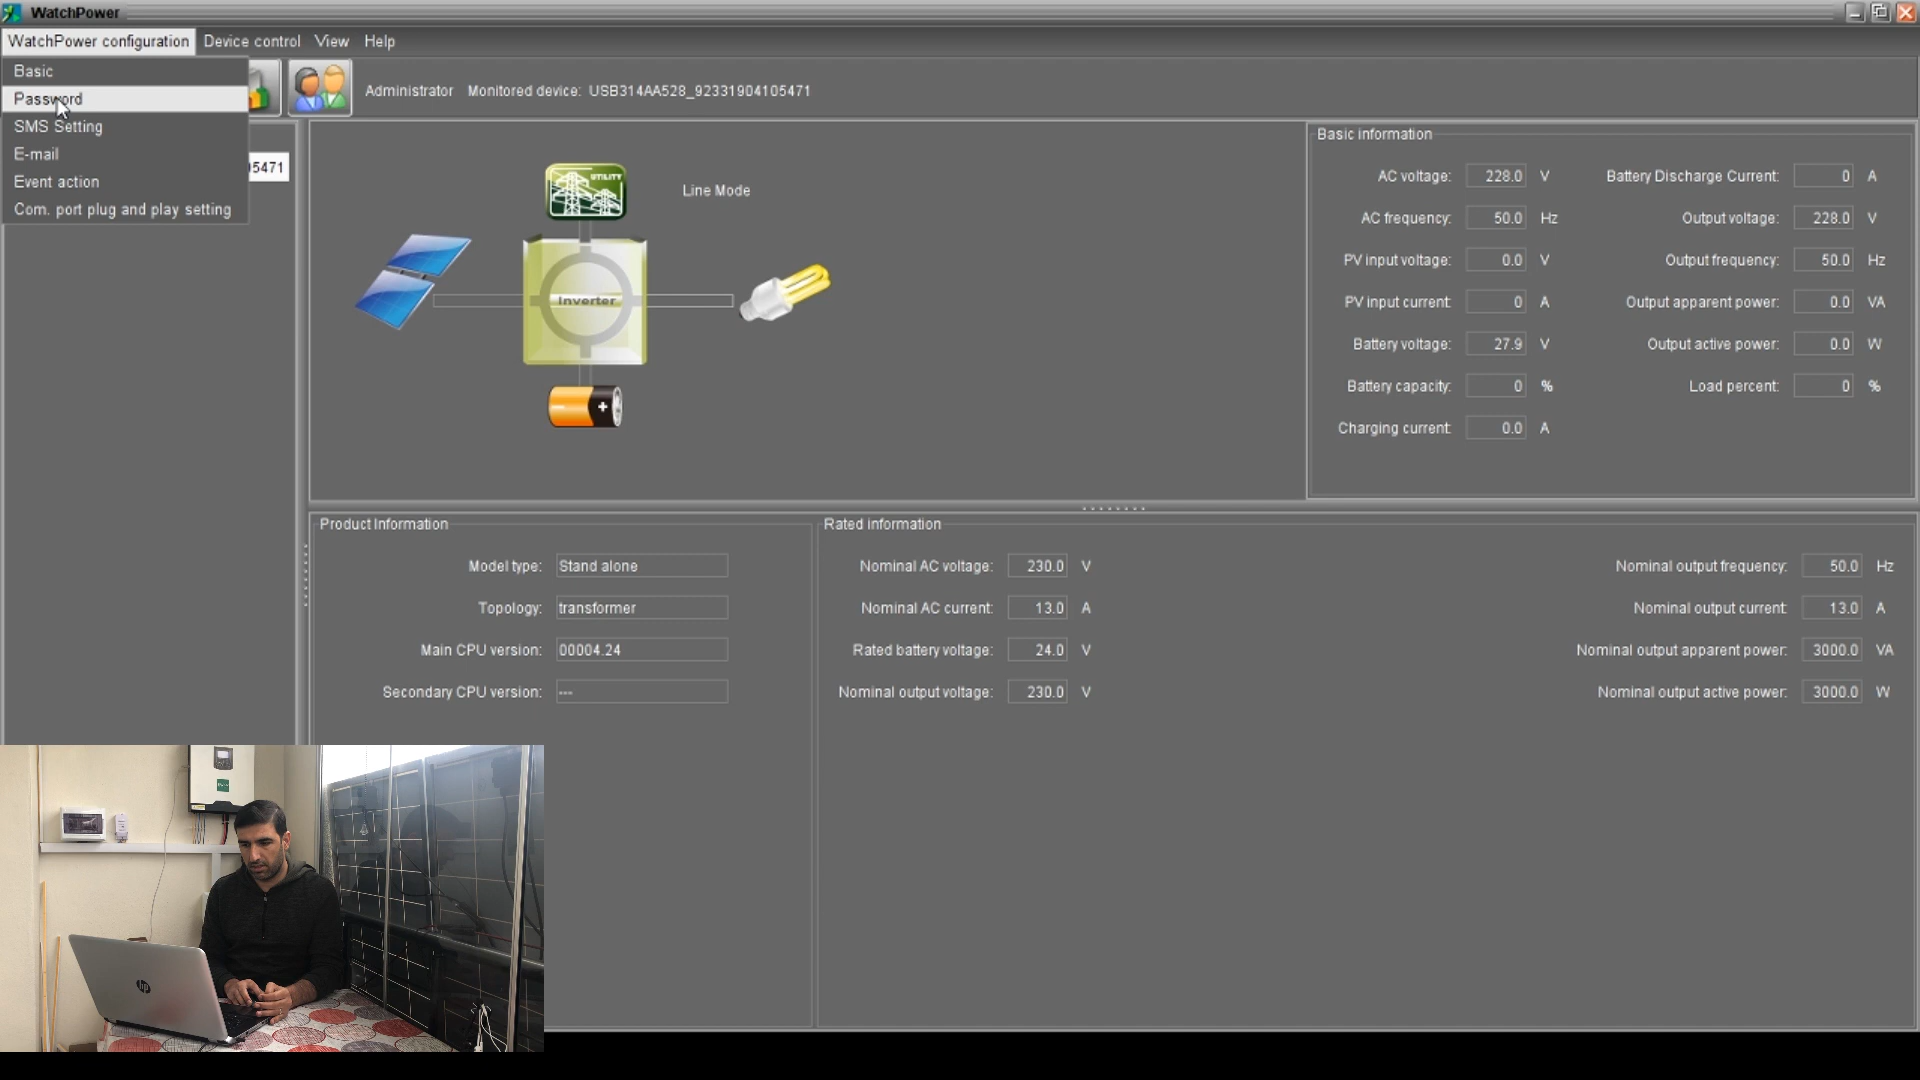 WatchPower
WatchPower configuration Device control View Help
Basic
Password
SMS Setting
E-mail
Event action
Com. port plug and play setting
Administrator Monitored device: USB314AA528_92331904105471
5471
UTILITY
Line Mode
Inverter
Basic information
AC voltage: 228.0 V Battery Discharge Current: 0 A
AC frequency: 50.0 Hz Output voltage: 228.0 V
PV input voltage: 0.0 V Output frequency: 50.0 Hz
PV input current: 0 A Output apparent power: 0.0 VA
Battery voltage: 27.9 V Output active power: 0.0 W
Battery capacity: 0 % Load percent: 0 %
Charging current: 0.0 A
Product Information
Model type: Stand alone
Topology: transformer
Main CPU version: 00004.24
Secondary CPU version: ---
Rated information
Nominal AC voltage: 230.0 V Nominal output frequency: 50.0 Hz
Nominal AC current: 13.0 A Nominal output current: 13.0 A
Rated battery voltage: 24.0 V Nominal output apparent power: 3000.0 VA
Nominal output voltage: 230.0 V Nominal output active power: 3000.0 W
hp